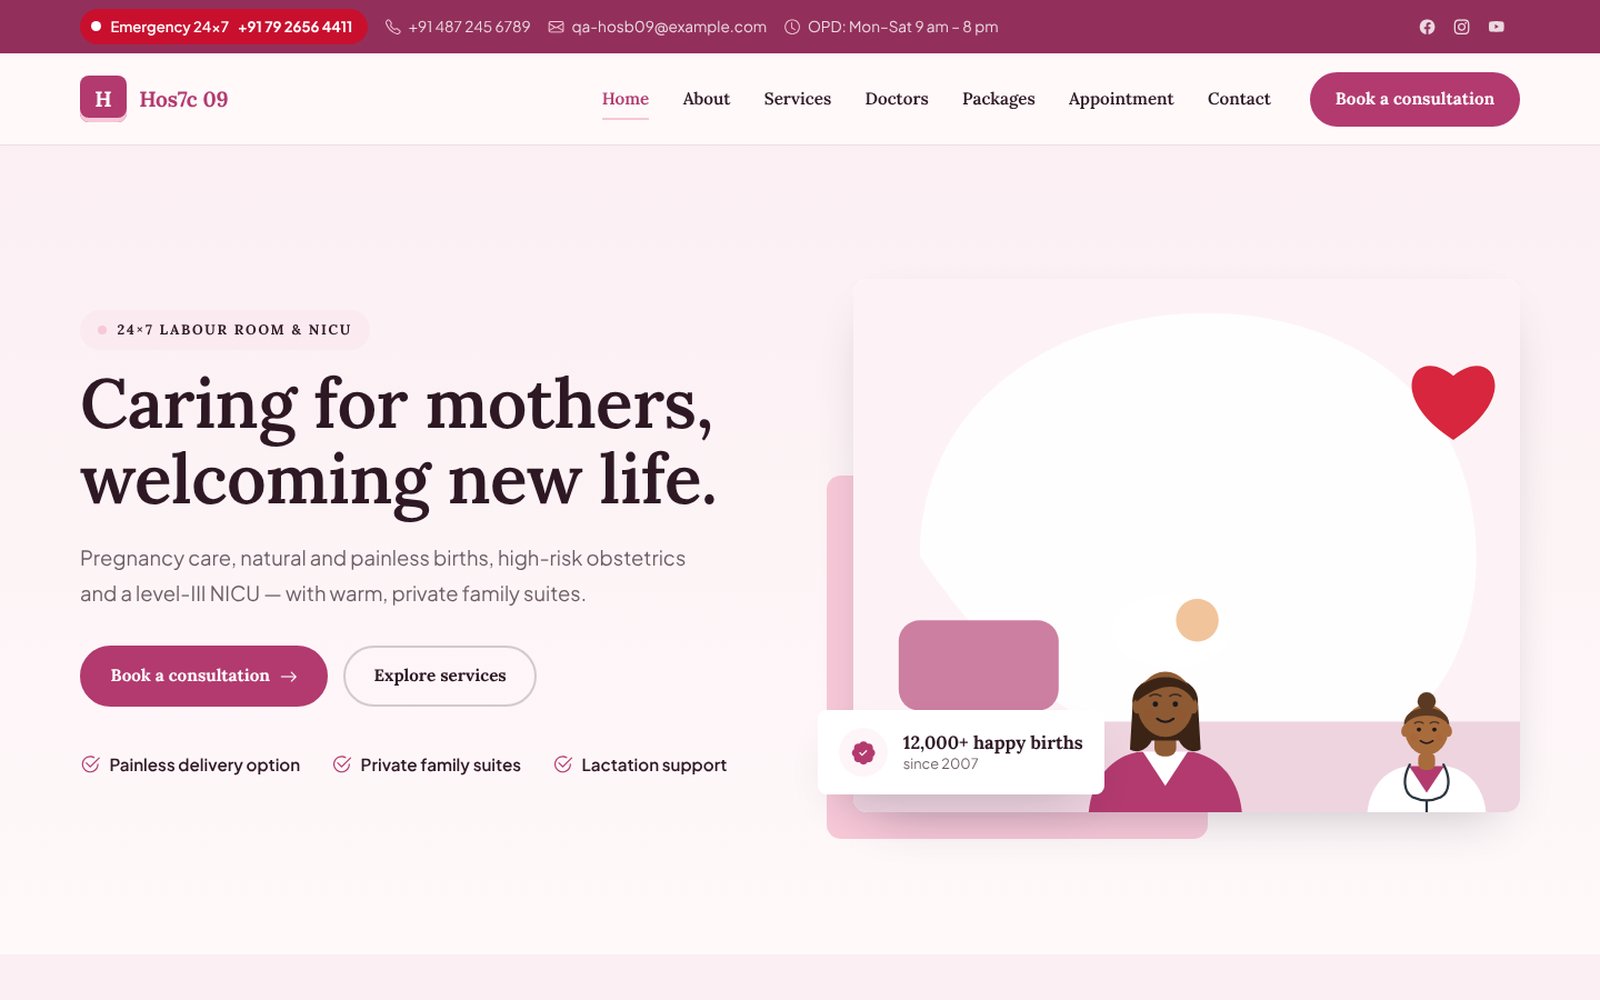 Emergency 24×7 +91 79 2656 4411
+91 487 245 6789
qa-hosb09@example.com
OPD: Mon–Sat 9 am – 8 pm
H
Hos7c 09
Home
About
Services
Doctors
Packages
Appointment
Contact
Book a consultation
24×7 LABOUR ROOM & NICU
Caring for mothers,
welcoming new life.
Pregnancy care, natural and painless births, high-risk obstetrics
and a level-III NICU — with warm, private family suites.
Book a consultation →
Explore services
Painless delivery option
Private family suites
Lactation support
12,000+ happy births
since 2007